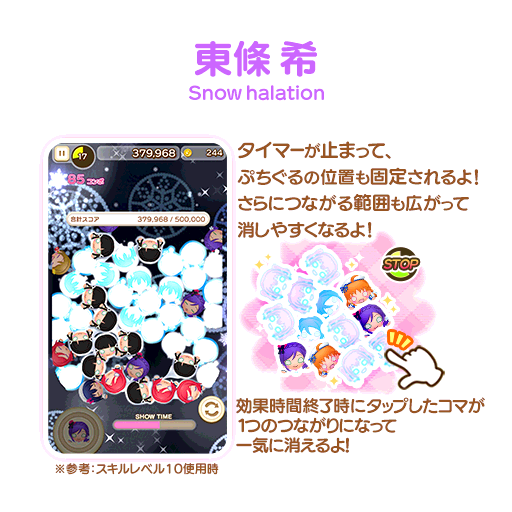 東條 希
Snow halation
17
379,968
244
85 コンボ
合計スコア 379,968 / 500,000
SHOW TIME
※参考：スキルレベル10使用時
タイマーが止まって、
ぷちぐるの位置も固定されるよ！
さらにつながる範囲も広がって
消しやすくなるよ！
STOP
効果時間終了時にタップしたコマが
1つのつながりになって
一気に消えるよ！